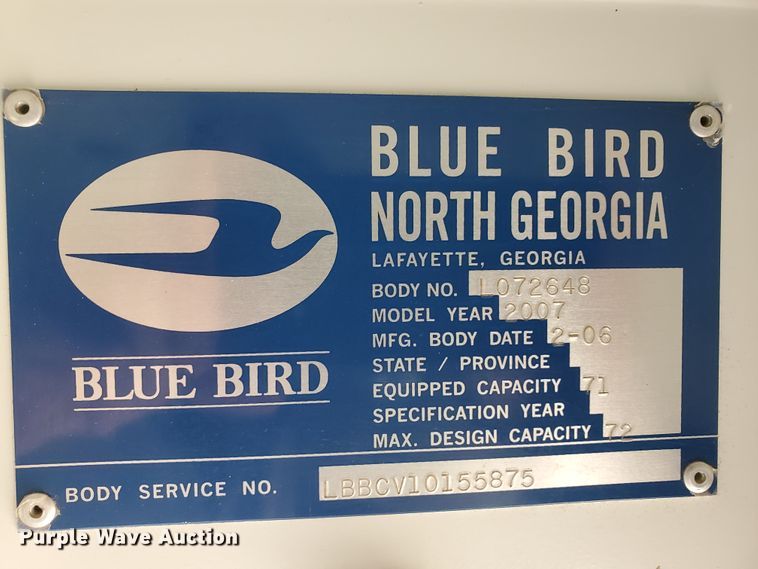 BLUE BIRD
NORTH GEORGIA
LAFAYETTE, GEORGIA
BODY NO. L072648
MODEL YEAR 2007
MFG. BODY DATE 2-06
STATE / PROVINCE
EQUIPPED CAPACITY 71
SPECIFICATION YEAR
MAX. DESIGN CAPACITY 72
BLUE BIRD
BODY SERVICE NO. LBBCV10155875
Purple Wave Auction